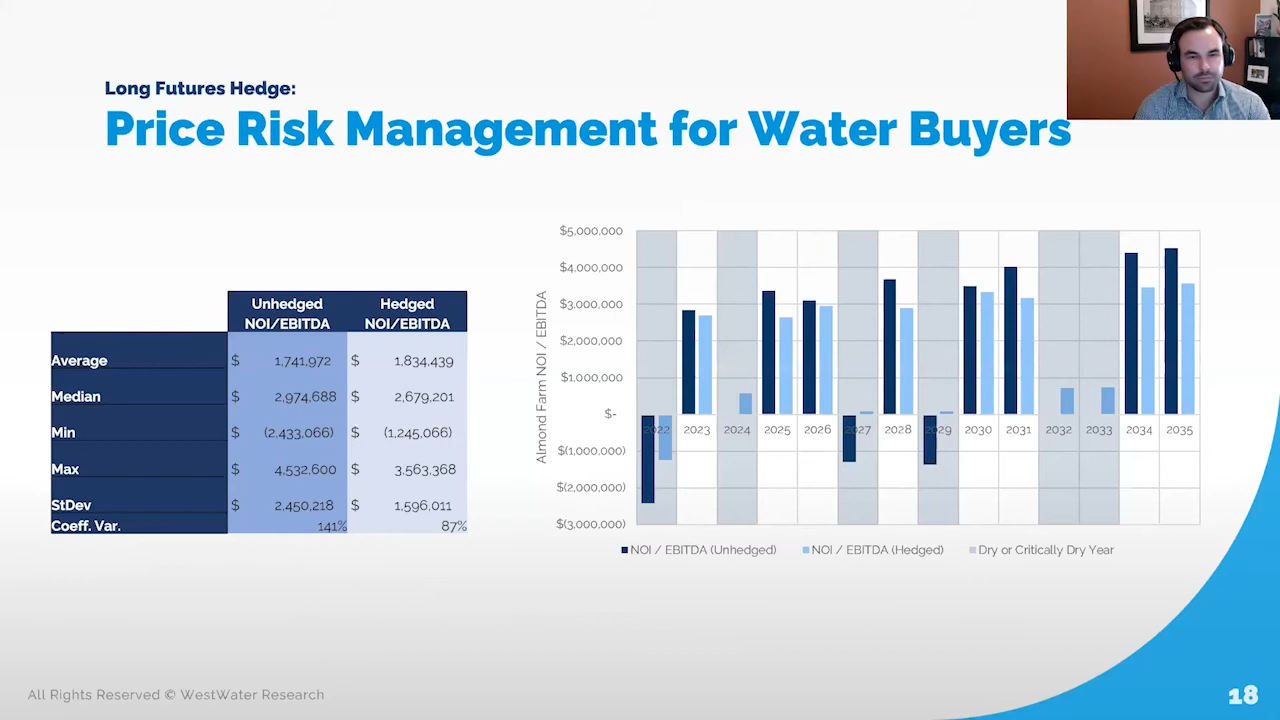 Long Futures Hedge:
Price Risk Management for Water Buyers
Unhedged NOI/EBITDA Hedged NOI/EBITDA
Average $ 1,741,972 $ 1,834,439
Median $ 2,974,688 $ 2,679,201
Min $ (2,433,066) $ (1,245,066)
Max $ 4,532,600 $ 3,563,368
StDev $ 2,450,218 $ 1,596,011
Coeff. Var. 141% 87%
Almond Farm NOI / EBITDA
$5,000,000
$4,000,000
$3,000,000
$2,000,000
$1,000,000
$-
$(1,000,000)
$(2,000,000)
$(3,000,000)
2022 2023 2024 2025 2026 2027 2028 2029 2030 2031 2032 2033 2034 2035
NOI / EBITDA (Unhedged) NOI / EBITDA (Hedged) Dry or Critically Dry Year
All Rights Reserved © WestWater Research
18